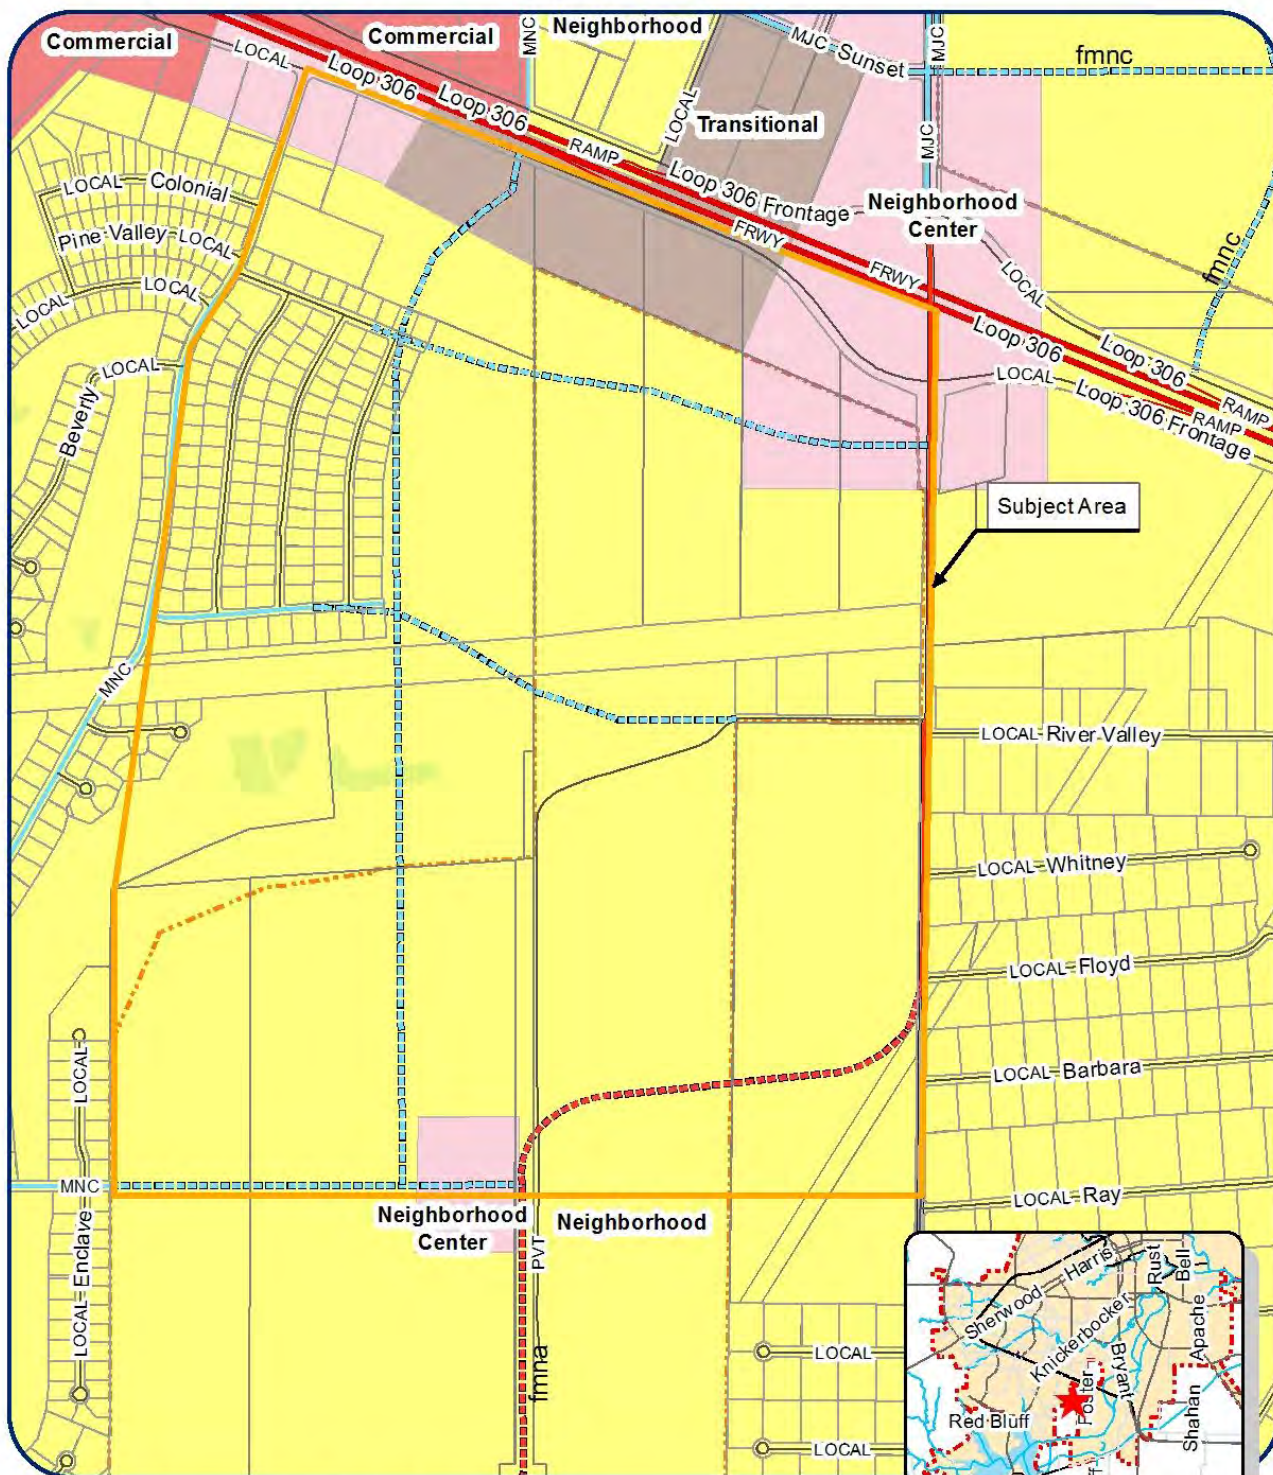 Commercial
Commercial
Neighborhood
MNC
LOCAL
Loop 306
Loop 306
MJC
Sunset
MJC
MJC
fmnc
LOCAL
Transitional
RAMP
Loop 306 Frontage
Neighborhood
Center
LOCAL
Colonial
Pine Valley
LOCAL
LOCAL
LOCAL
FRWY
FRWY
LOCAL
fmnc
Loop 306
Loop 306
LOCAL
Loop 306 Frontage
RAMP
RAMP
Beverly
LOCAL
Subject Area
MNC
LOCAL
River Valley
LOCAL
Whitney
LOCAL
Floyd
LOCAL
LOCAL
Barbara
MNC
LOCAL
Ray
LOCAL
Enclave
Neighborhood
Center
Neighborhood
PVT
fmna
LOCAL
LOCAL
Harris
Rust
Bell
Sherwood
Knickerbocker
Apache
Bryant
Foster
Red Bluff
Shahan